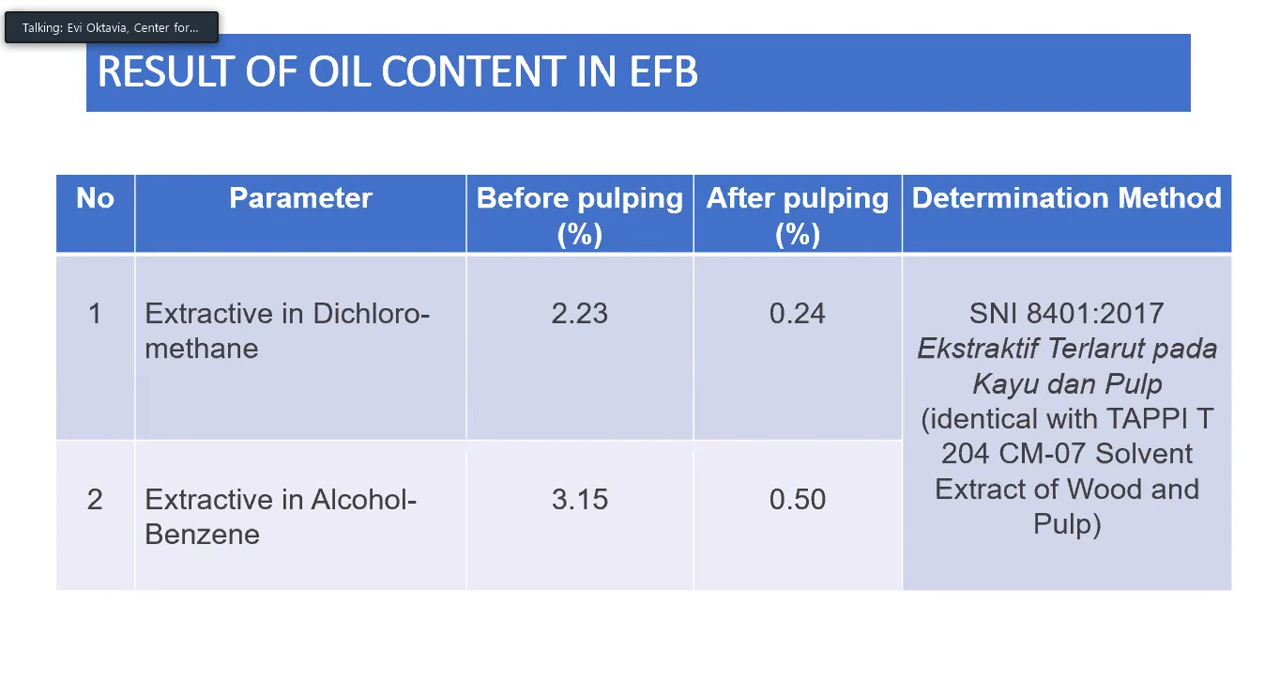 Talking: Evi Oktavia, Center for...
RESULT OF OIL CONTENT IN EFB
No
Parameter
Before pulping
(%)
After pulping
(%)
Determination Method
1
Extractive in Dichloro-
methane
2.23
0.24
SNI 8401:2017
Ekstraktif Terlarut pada
Kayu dan Pulp
(identical with TAPPI T
204 CM-07 Solvent
Extract of Wood and
Pulp)
2
Extractive in Alcohol-
Benzene
3.15
0.50